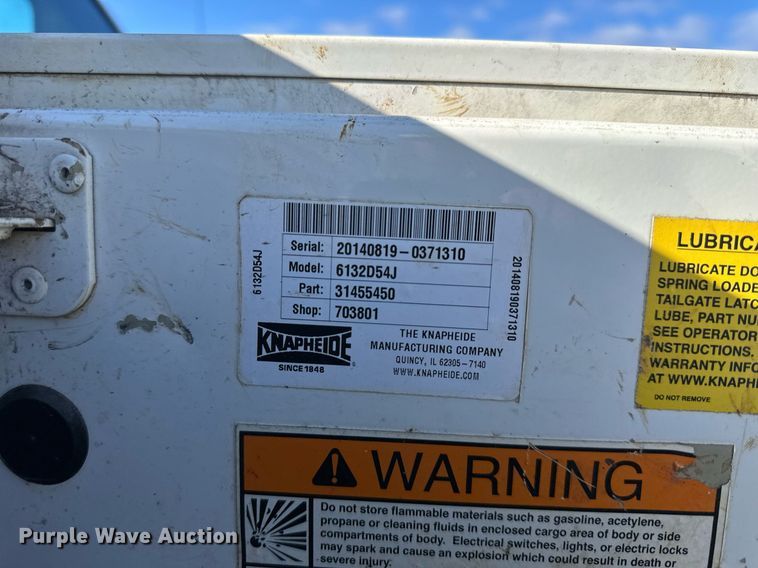 Serial: 20140819-0371310
Model: 6132D54J
Part: 31455450
Shop: 703801
6132D54J
201408190371310
KNAPHEIDE
SINCE 1848
THE KNAPHEIDE
MANUFACTURING COMPANY
QUINCY, IL 62305-7140
WWW.KNAPHEIDE.COM
LUBRICA
LUBRICATE DO
SPRING LOADE
TAILGATE LATC
LUBE, PART NU
SEE OPERATOR
INSTRUCTIONS.
WARRANTY INFO
AT WWW.KNAPHE
DO NOT REMOVE
WARNING
Do not store flammable materials such as gasoline, acetylene,
propane or cleaning fluids in enclosed cargo area of body or side
compartments of body. Electrical switches, lights, or electric locks
may spark and cause an explosion which could result in death or
severe injury.
Purple Wave Auction